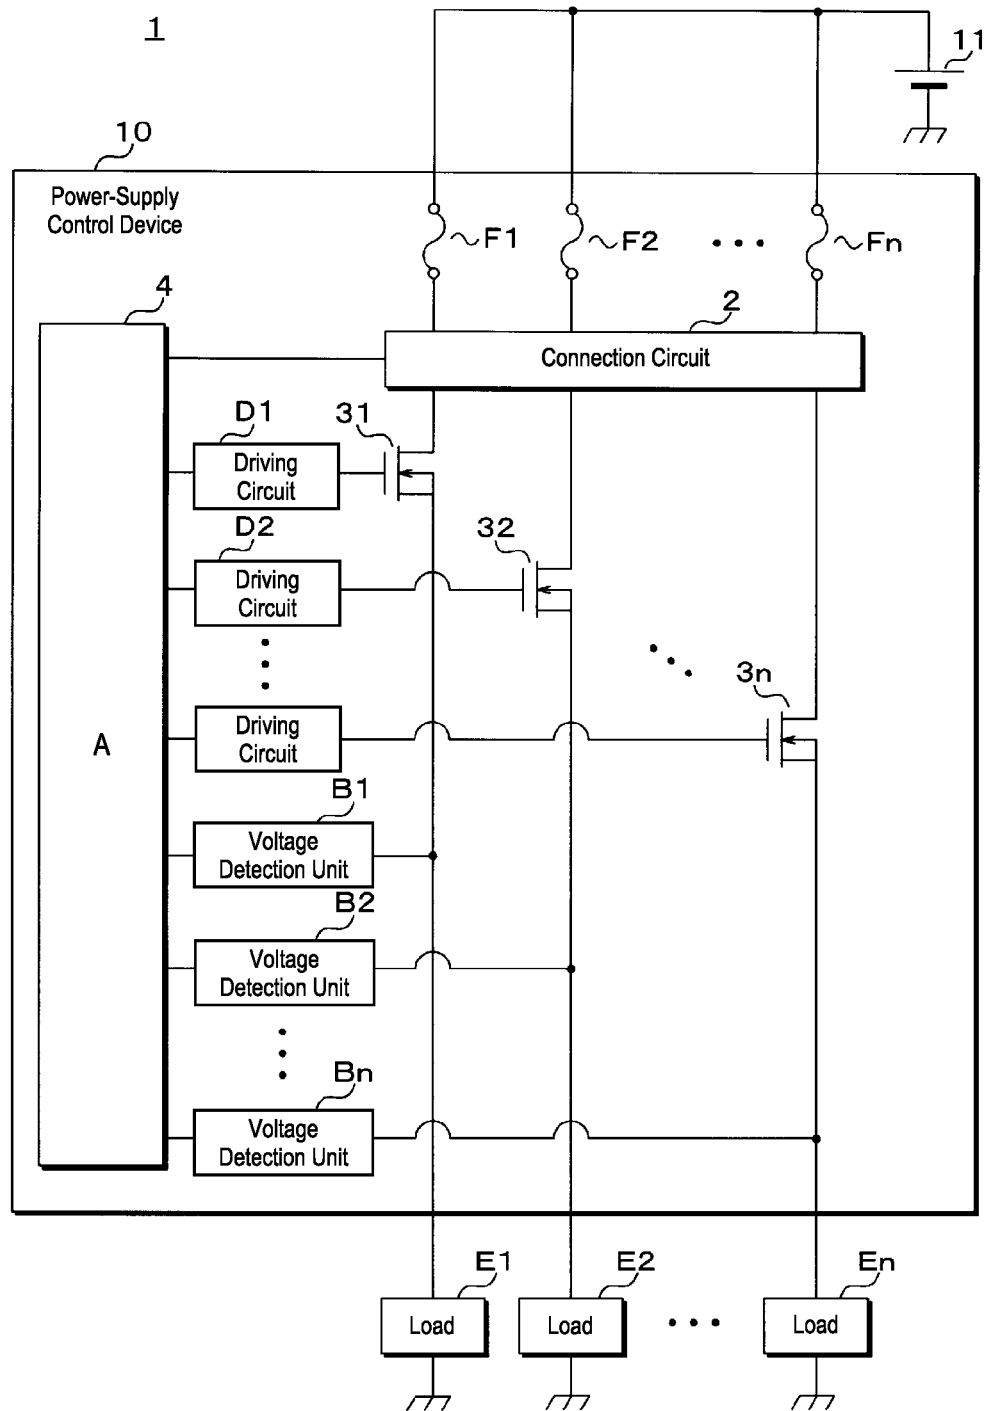 1
11
10
Power-Supply
Control Device
F1
F2
Fn
4
2
Connection Circuit
D1
31
Driving
Circuit
D2
32
Driving
Circuit
3n
Driving
Circuit
A
B1
Voltage
Detection Unit
B2
Voltage
Detection Unit
Bn
Voltage
Detection Unit
E1
E2
En
Load
Load
Load